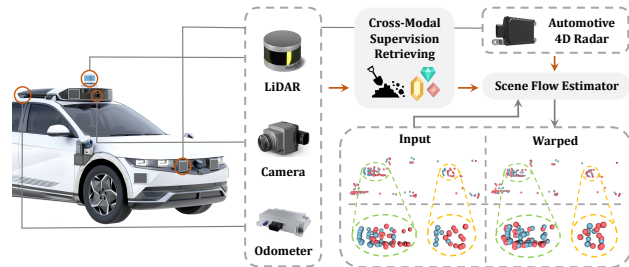 LiDAR
Camera
Odometer
Cross-Modal
Supervision
Retrieving
Automotive
4D Radar
Scene Flow Estimator
Input
Warped